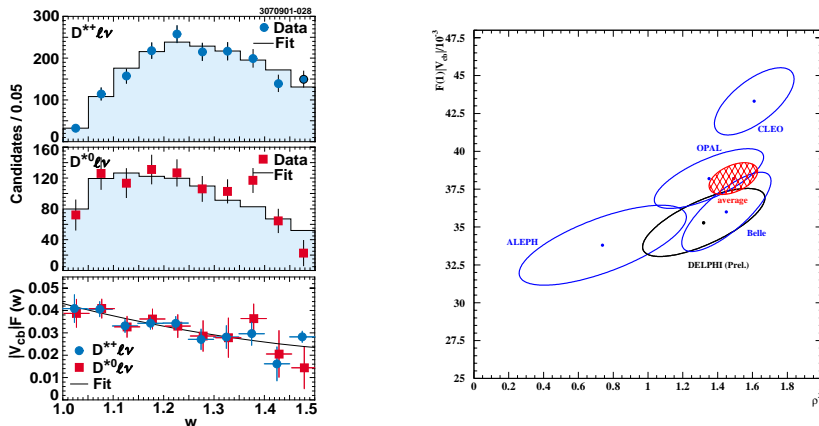 3070901-028
D*+ℓν
Data
Fit
300
200
100
0
Candidates / 0.05
D*0ℓν
Data
Fit
160
120
80
40
0
|Vcb|F (w)
0.05
0.04
0.03
0.02
0.01
0
D*+ℓν
D*0ℓν
Fit
1.0 1.1 1.2 1.3 1.4 1.5
w
F(1)|Vcb|/10-3
47.5
45
42.5
40
37.5
35
32.5
30
27.5
25
CLEO
OPAL
average
ALEPH
Belle
DELPHI (Prel.)
0 0.2 0.4 0.6 0.8 1 1.2 1.4 1.6 1.8